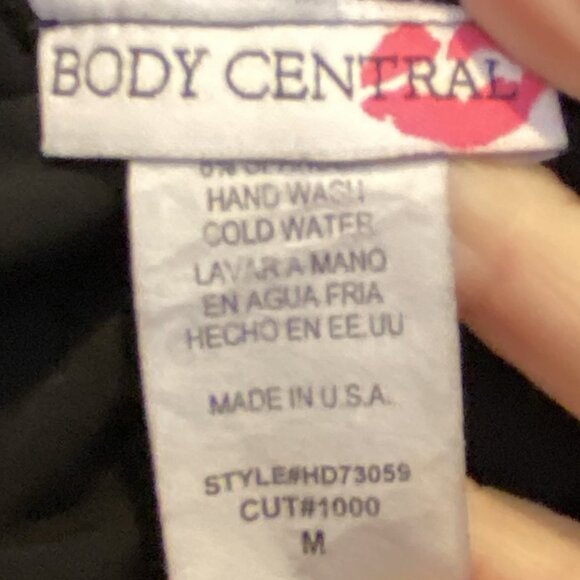 BODY CENTRAL
HAND WASH
COLD WATER
LAVAR A MANO
EN AGUA FRIA
HECHO EN EE.UU
MADE IN U.S.A.
STYLE#HD73059
CUT#1000
M